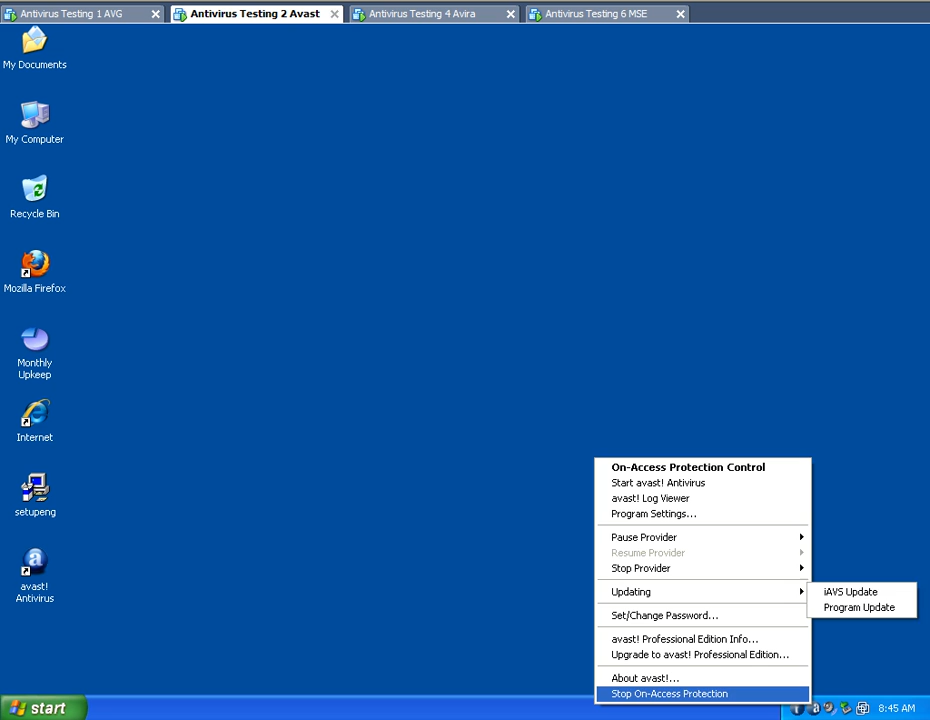 Antivirus Testing 1 AVG
Antivirus Testing 2 Avast
Antivirus Testing 4 Avira
Antivirus Testing 6 MSE
My Documents
My Computer
Recycle Bin
Mozilla Firefox
Monthly
Upkeep
Internet
setupeng
avast!
Antivirus
On-Access Protection Control
Start avast! Antivirus
avast! Log Viewer
Program Settings...
Pause Provider
Resume Provider
Stop Provider
Updating
iAVS Update
Program Update
Set/Change Password...
avast! Professional Edition Info...
Upgrade to avast! Professional Edition...
About avast!...
Stop On-Access Protection
start
8:45 AM